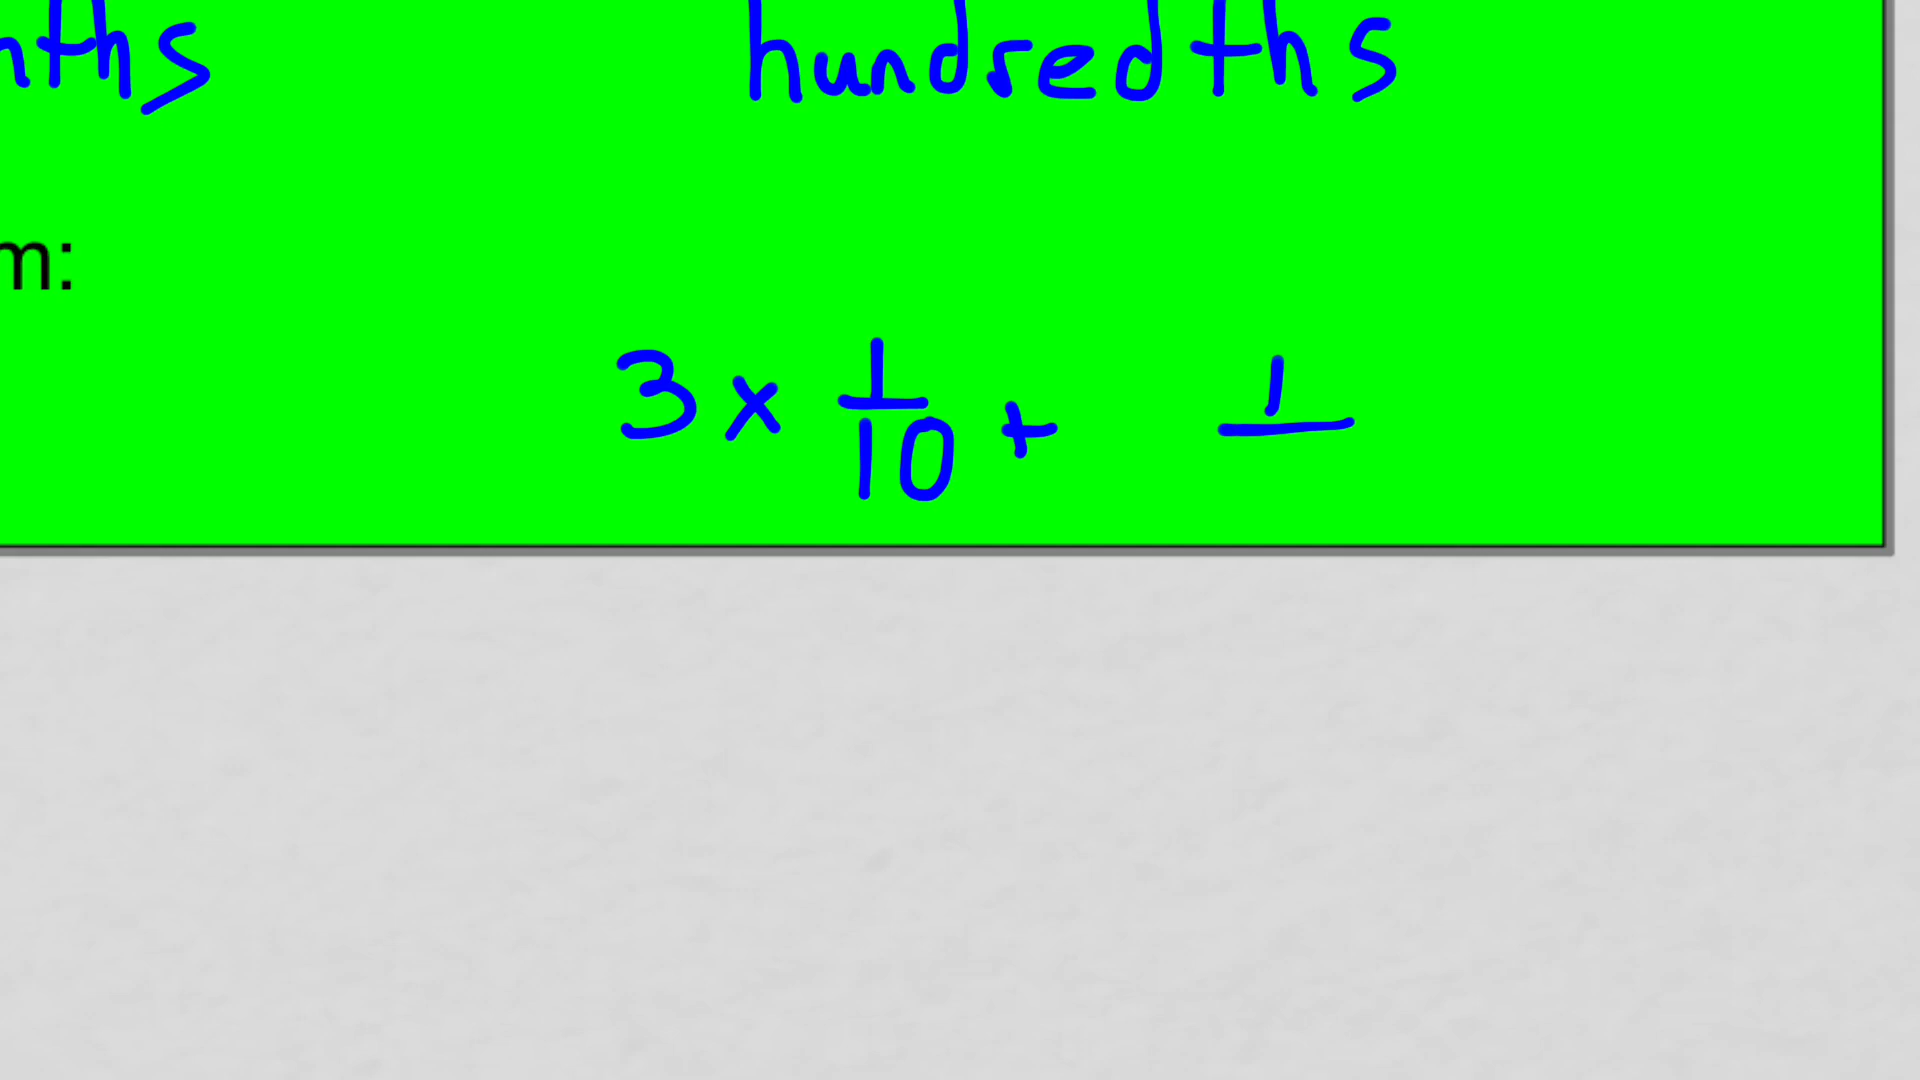 nths hundredths
m:
3 x 1/10 + 1/